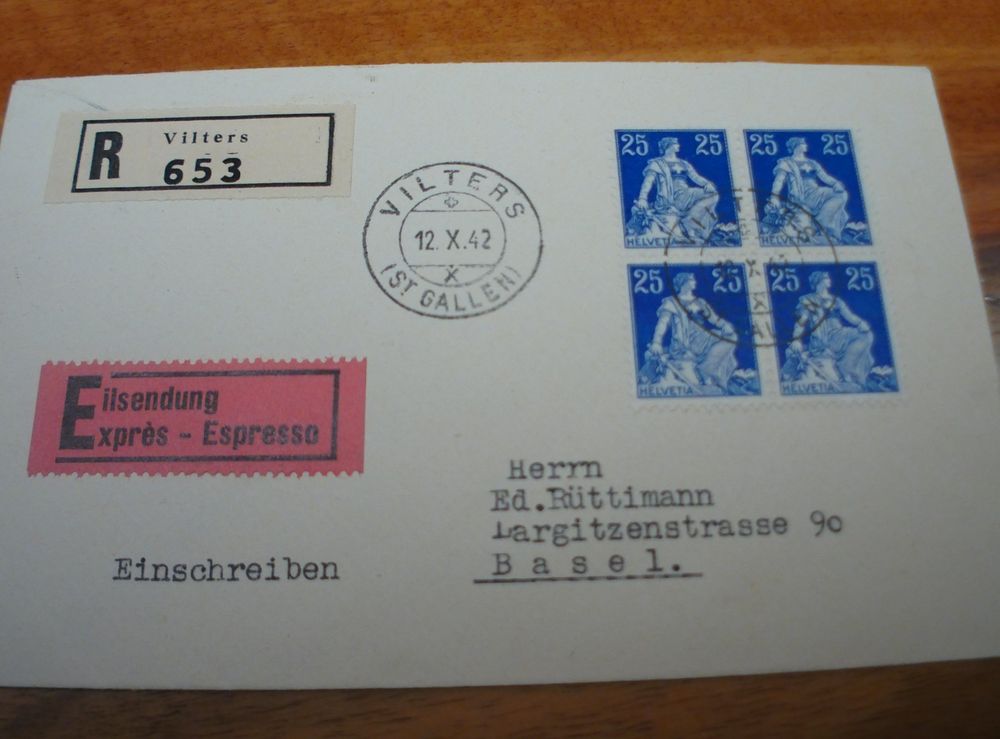 R Vilters
653
VILTERS
12. X. 42
X
(ST GALLEN)
25 25
HELVETIA
25 25
HELVETIA
25 25
HELVETIA
25 25
HELVETIA
VILTERS
X
Eilsendung
Exprès - Espresso
Herrn
Ed.Rüttimann
Largitzenstrasse 90
Basel.
Einschreiben